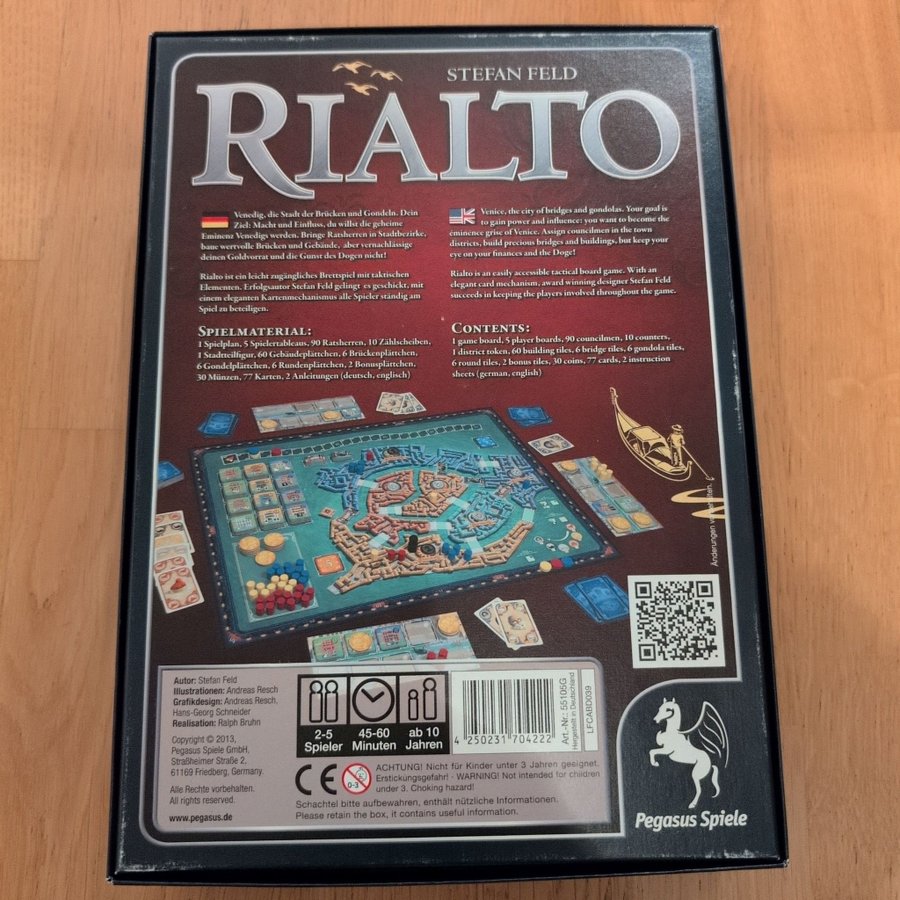 STEFAN FELD
RIALTO
Venedig, die Stadt der Brücken und Gondeln. Dein
Ziel: Macht und Einfluss, du willst die geheime
Eminenz Venedigs werden. Bringe Ratsherren in Stadtbezirke,
baue wertvolle Brücken und Gebäude, aber vernachlässige
deinen Goldvorrat und die Gunst des Dogen nicht!
Rialto ist ein leicht zugängliches Brettspiel mit taktischen
Elementen. Erfolgsautor Stefan Feld gelingt es geschickt, mit
einem eleganten Kartenmechanismus alle Spieler ständig am
Spiel zu beteiligen.
SPIELMATERIAL:
1 Spielplan, 5 Spielertableaus, 90 Ratsherren, 10 Zählscheiben,
1 Stadtteilfigur, 60 Gebäudeplättchen, 6 Brückenplättchen,
6 Gondelplättchen, 6 Rundenplättchen, 2 Bonusplättchen,
30 Münzen, 77 Karten, 2 Anleitungen (deutsch, englisch)
Venice, the city of bridges and gondolas. Your goal is
to gain power and influence: you want to become the
eminence grise of Venice. Assign councilmen in the town
districts, build precious bridges and buildings, but keep your
eye on your finances and the Doge!
Rialto is an easily accessible tactical board game. With an
elegant card mechanism, award winning designer Stefan Feld
succeeds in keeping the players involved throughout the game.
CONTENTS:
1 game board, 5 player boards, 90 councilmen, 10 counters,
1 district token, 60 building tiles, 6 bridge tiles, 6 gondola tiles,
6 round tiles, 2 bonus tiles, 30 coins, 77 cards, 2 instruction
sheets (german, english)
5
Autor: Stefan Feld
Illustrationen: Andreas Resch
Grafikdesign: Andreas Resch,
Hans-Georg Schneider
Realisation: Ralph Bruhn
Copyright © 2013,
Pegasus Spiele GmbH,
Straßheimer Straße 2,
61169 Friedberg, Germany.
Alle Rechte vorbehalten.
All rights reserved.
www.pegasus.de
2-5
Spieler
45-60
Minuten
ab 10
Jahren
4 250231 704222
Art.-Nr.: 55105G
Hergestellt in Deutschland
LFCABD039
CE
0-3
ACHTUNG! Nicht für Kinder unter 3 Jahren geeignet.
Erstickungsgefahr! · WARNING! Not intended for children
under 3. Choking hazard!
Schachtel bitte aufbewahren, enthält nützliche Informationen.
Please retain the box, it contains useful information.
Pegasus Spiele